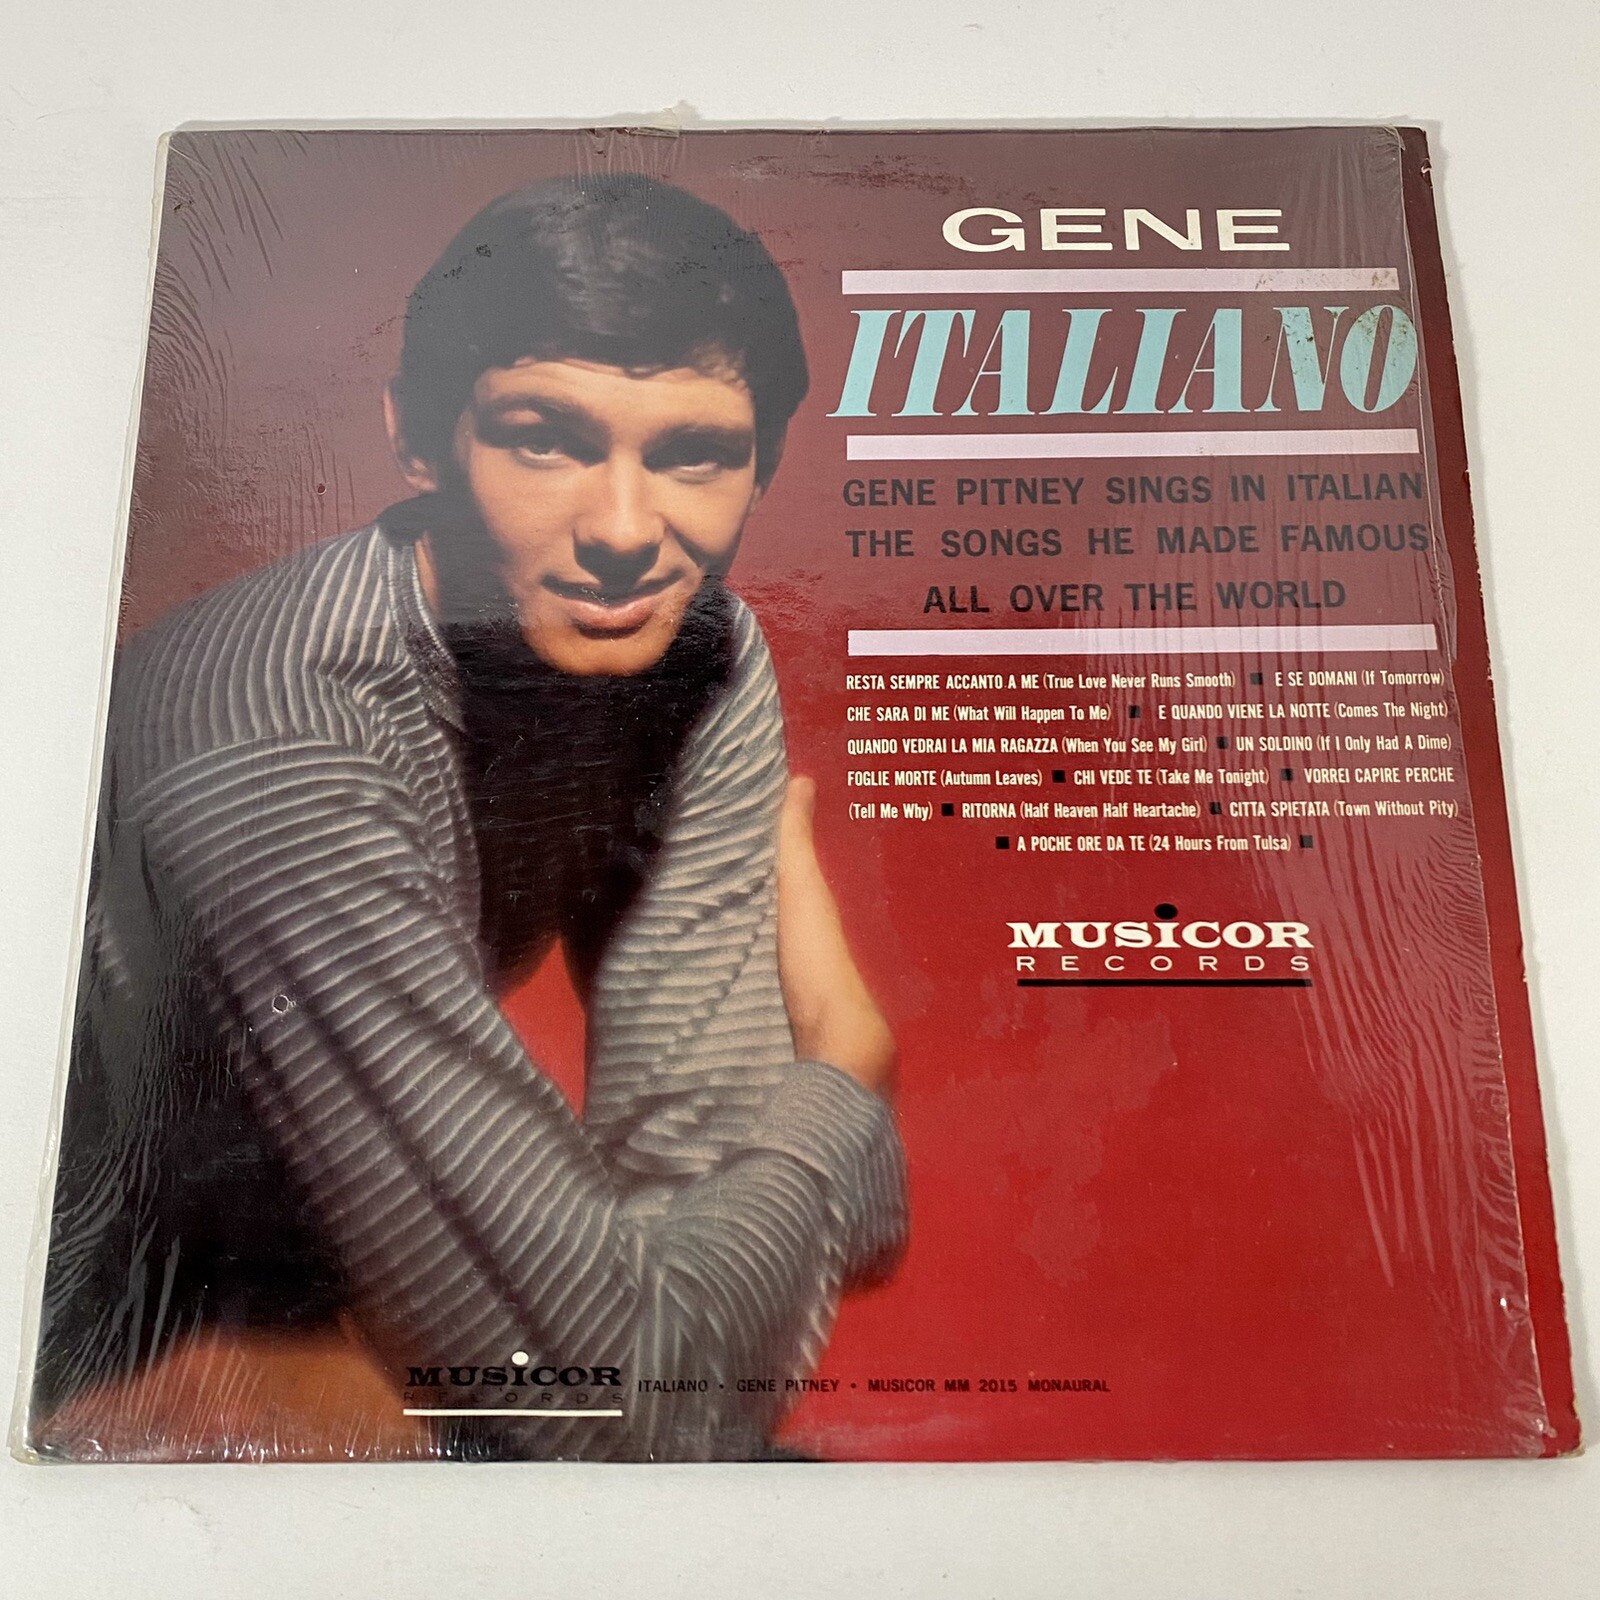 GENE
ITALIANO
GENE PITNEY SINGS IN ITALIAN
THE SONGS HE MADE FAMOUS
ALL OVER THE WORLD
RESTA SEMPRE ACCANTO A ME (True Love Never Runs Smooth) ■ E SE DOMANI (If Tomorrow)
CHE SARA DI ME (What Will Happen To Me) ■ E QUANDO VIENE LA NOTTE (Comes The Night)
QUANDO VEDRAI LA MIA RAGAZZA (When You See My Girl) ■ UN SOLDINO (If I Only Had A Dime)
FOGLIE MORTE (Autumn Leaves) ■ CHI VEDE TE (Take Me Tonight) ■ VORREI CAPIRE PERCHE
(Tell Me Why) ■ RITORNA (Half Heaven Half Heartache) ■ CITTA SPIETATA (Town Without Pity)
■ A POCHE ORE DA TE (24 Hours From Tulsa) ■
MUSiCOR
RECORDS
MUSiCOR
RECORDS
ITALIANO • GENE PITNEY • MUSICOR MM 2015 MONAURAL